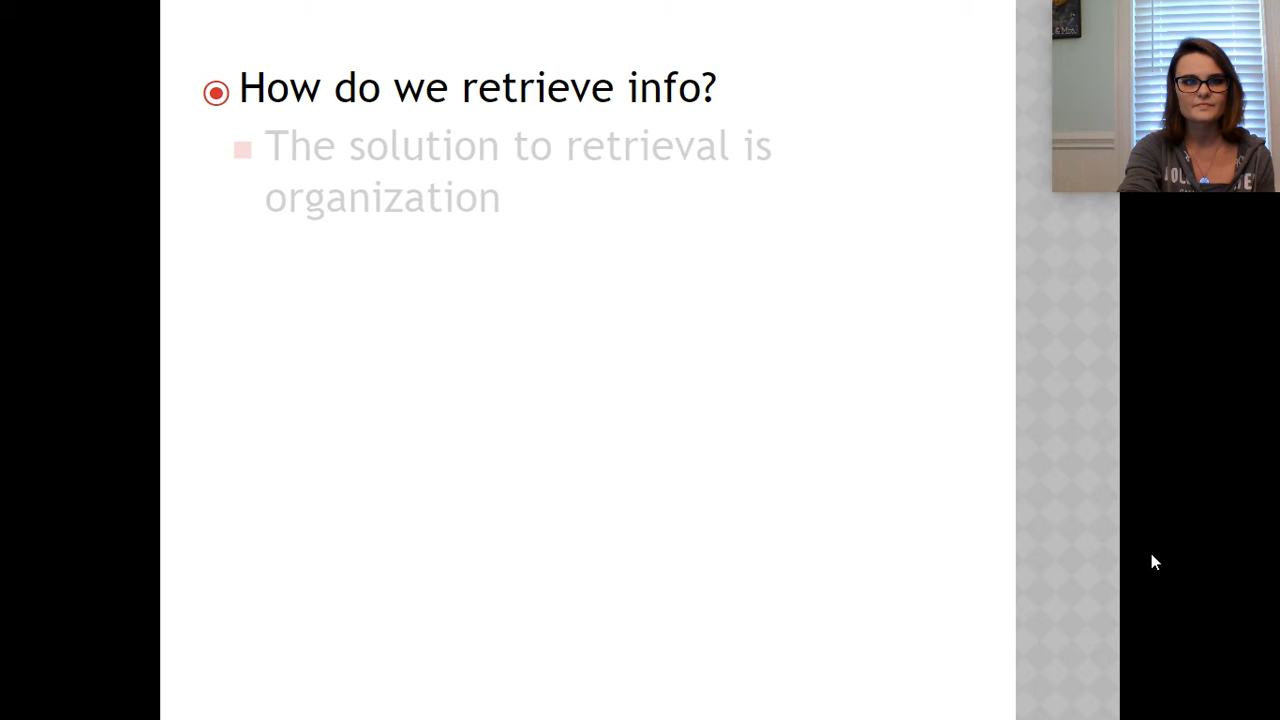 How do we retrieve info?
The solution to retrieval is
organization